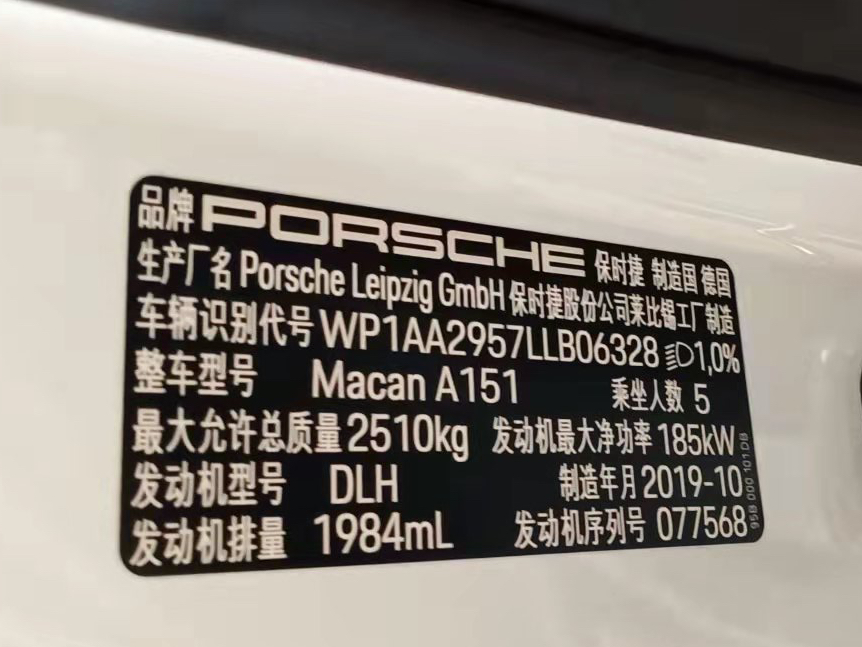 品牌 PORSCHE 保时捷 制造国 德国
生产厂名 Porsche Leipzig GmbH 保时捷股份公司莱比锡工厂制造
车辆识别代号 WP1AA2957LLB06328 1,0%
整车型号 Macan A151 乘坐人数 5
最大允许总质量 2510kg 发动机最大净功率 185kW
发动机型号 DLH 制造年月 2019-10
发动机排量 1984mL 发动机序列号 077568
95B 000 101 DB